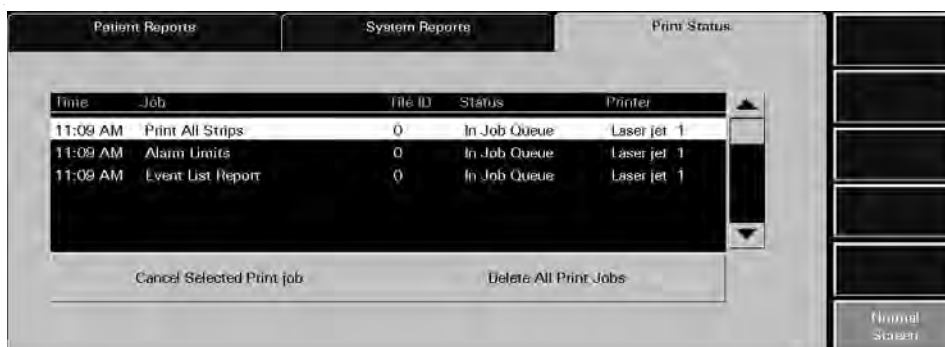 Patient Reports System Reports Print Status
Time Job File ID Status Printer
11:09 AM Print All Strips 0 In Job Queue Laser jet 1
11:09 AM Alarm Limits 0 In Job Queue Laser jet 1
11:09 AM Event List Report 0 In Job Queue Laser jet 1
Cancel Selected Print job Delete All Print Jobs
Normal
Screen